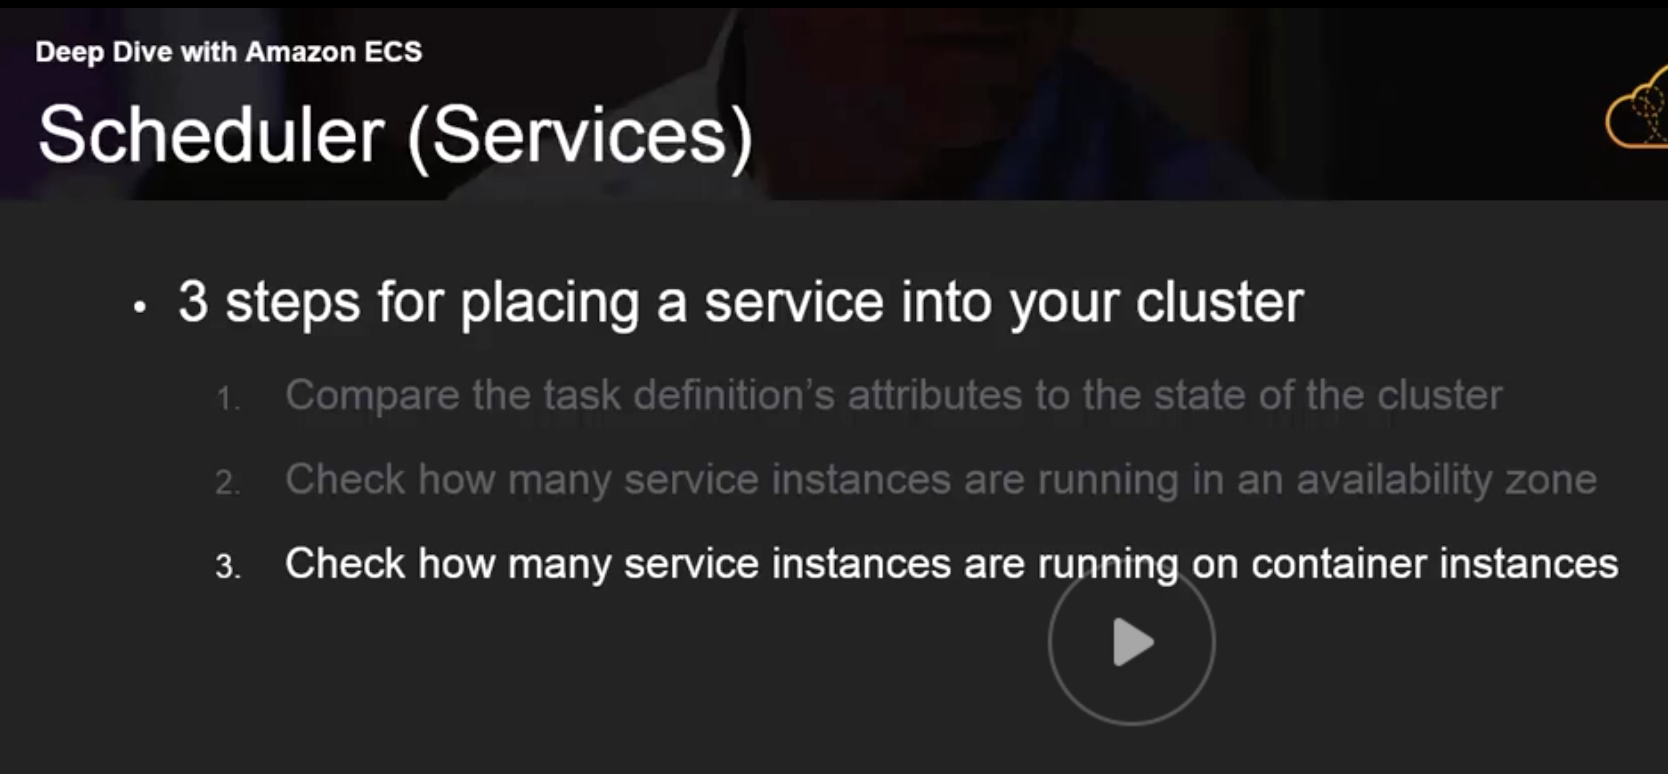 Deep Dive with Amazon ECS
Scheduler (Services)
• 3 steps for placing a service into your cluster
1. Compare the task definition’s attributes to the state of the cluster
2. Check how many service instances are running in an availability zone
3. Check how many service instances are running on container instances